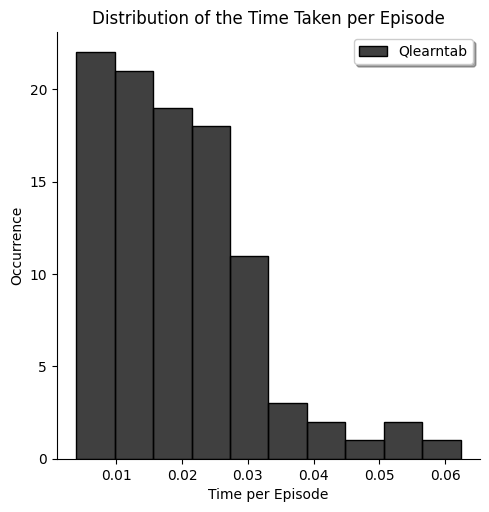 Distribution of the Time Taken per Episode
Qlearntab
20
15
10
5
0
Occurrence
0.01 0.02 0.03 0.04 0.05 0.06
Time per Episode